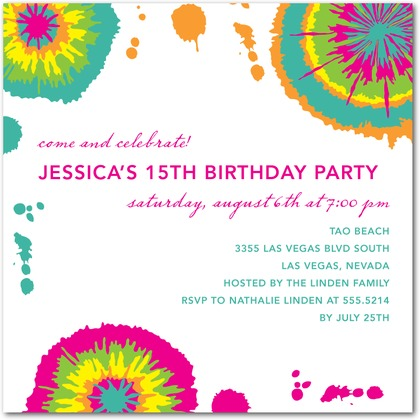 come and celebrate!
JESSICA'S 15TH BIRTHDAY PARTY
saturday, august 6th at 7:00 pm
TAO BEACH
3355 LAS VEGAS BLVD SOUTH
LAS VEGAS, NEVADA
HOSTED BY THE LINDEN FAMILY
RSVP TO NATHALIE LINDEN AT 555.5214
BY JULY 25TH